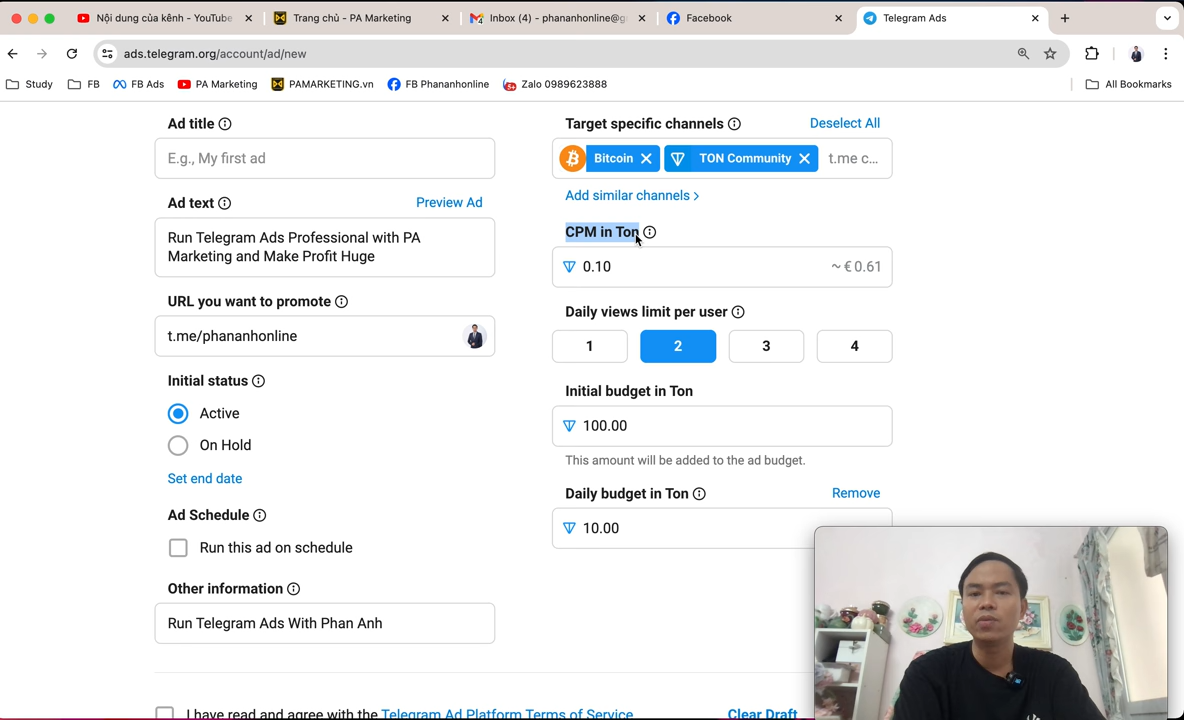 Nội dung của kênh - YouTube
Trang chủ - PA Marketing
Inbox (4) - phananhonline@g
Facebook
Telegram Ads
ads.telegram.org/account/ad/new
Study
FB
FB Ads
PA Marketing
PAMARKETING.vn
FB Phananhonline
Zalo 0989623888
All Bookmarks
Ad title
E.g., My first ad
Ad text
Preview Ad
Run Telegram Ads Professional with PA
Marketing and Make Profit Huge
URL you want to promote
t.me/phananhonline
Initial status
Active
On Hold
Set end date
Ad Schedule
Run this ad on schedule
Other information
Run Telegram Ads With Phan Anh
Target specific channels
Deselect All
Bitcoin
TON Community
t.me c...
Add similar channels >
CPM in Ton
0.10
~ € 0.61
Daily views limit per user
1
2
3
4
Initial budget in Ton
100.00
This amount will be added to the ad budget.
Daily budget in Ton
Remove
10.00
I have read and agree with the Telegram Ad Platform Terms of Service
Clear Draft